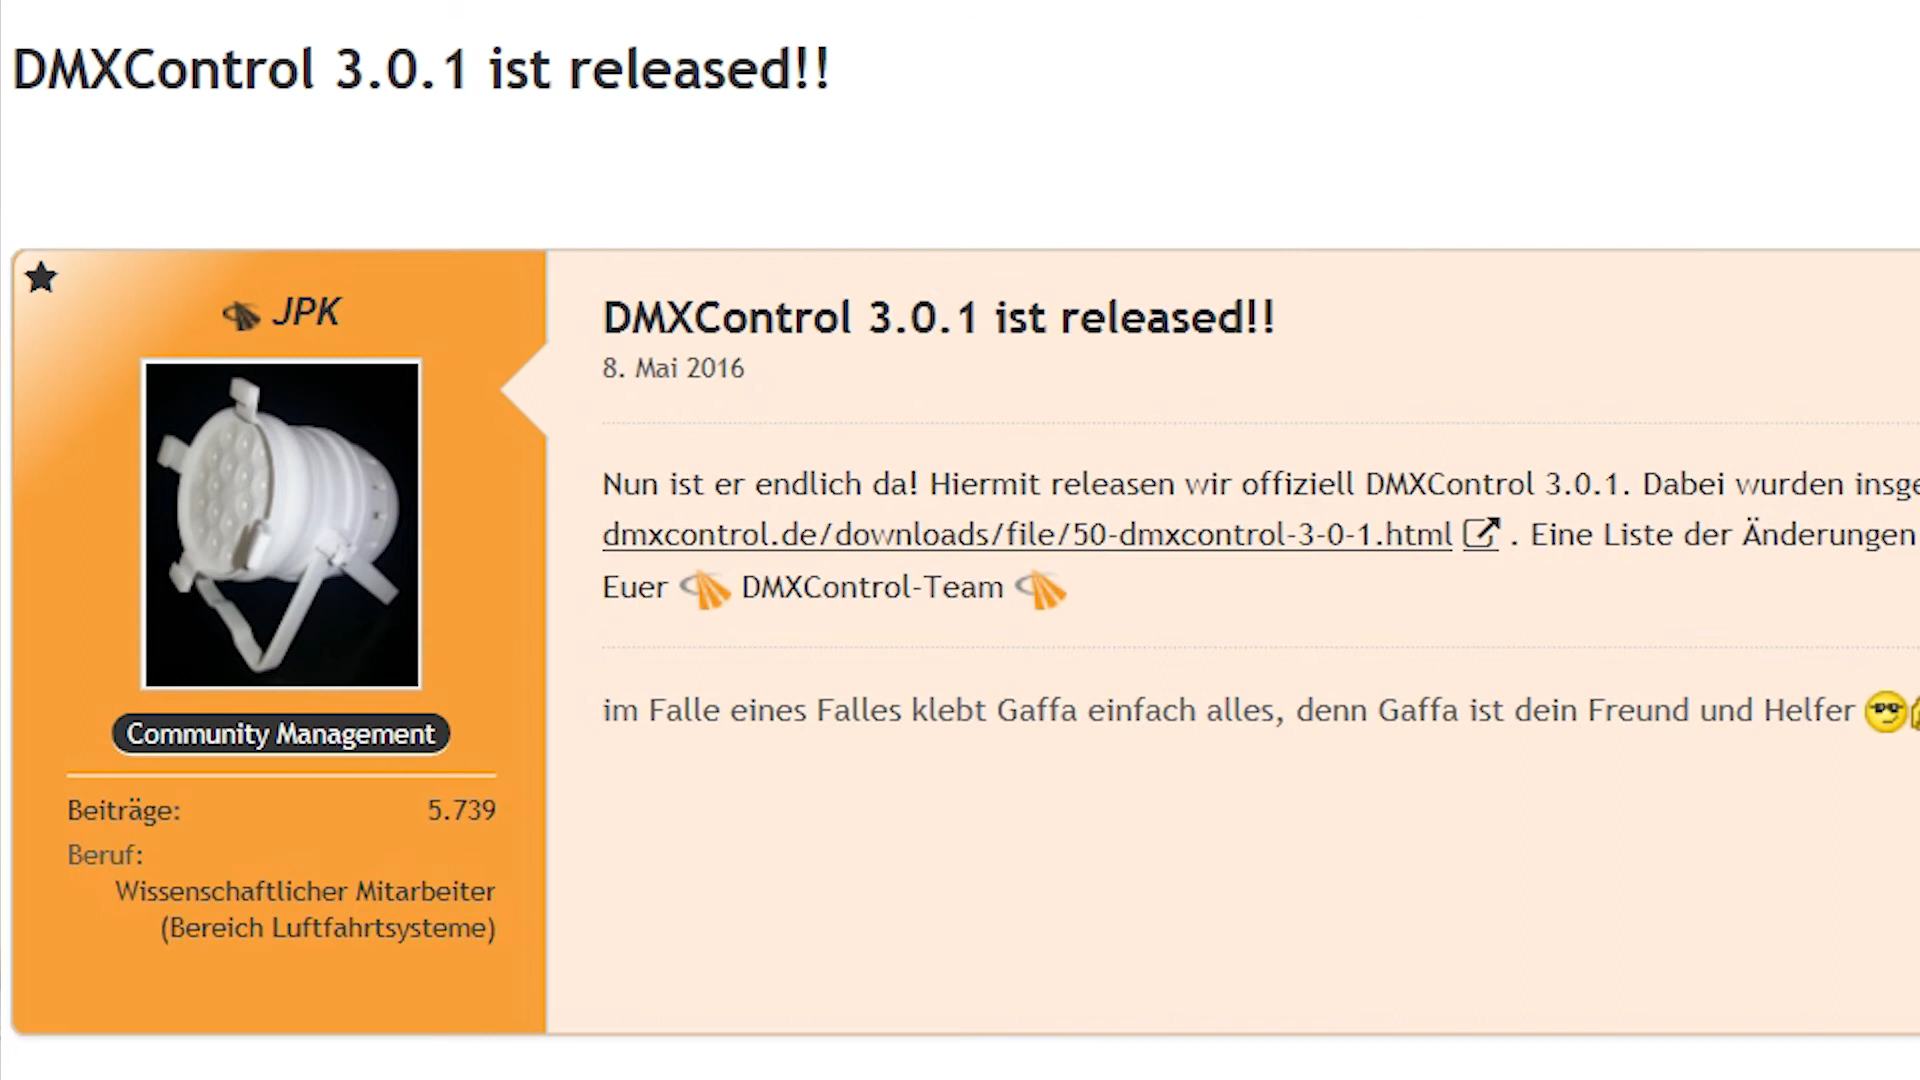 DMXControl 3.0.1 ist released!!
JPK
Community Management
Beiträge: 5.739
Beruf:
Wissenschaftlicher Mitarbeiter
(Bereich Luftfahrtsysteme)
DMXControl 3.0.1 ist released!!
8. Mai 2016
Nun ist er endlich da! Hiermit releasen wir offiziell DMXControl 3.0.1. Dabei wurden
dmxcontrol.de/downloads/file/50-dmxcontrol-3-0-1.html . Eine Liste der Änderungen
Euer DMXControl-Team
im Falle eines Falles klebt Gaffa einfach alles, denn Gaffa ist dein Freund und Helfer